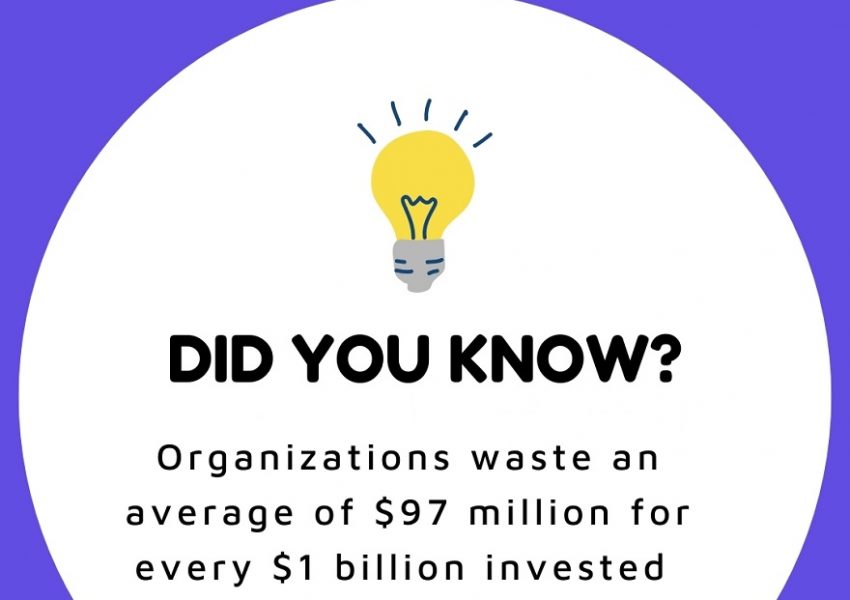 DID YOU KNOW?
Organizations waste an
average of $97 million for
every $1 billion invested